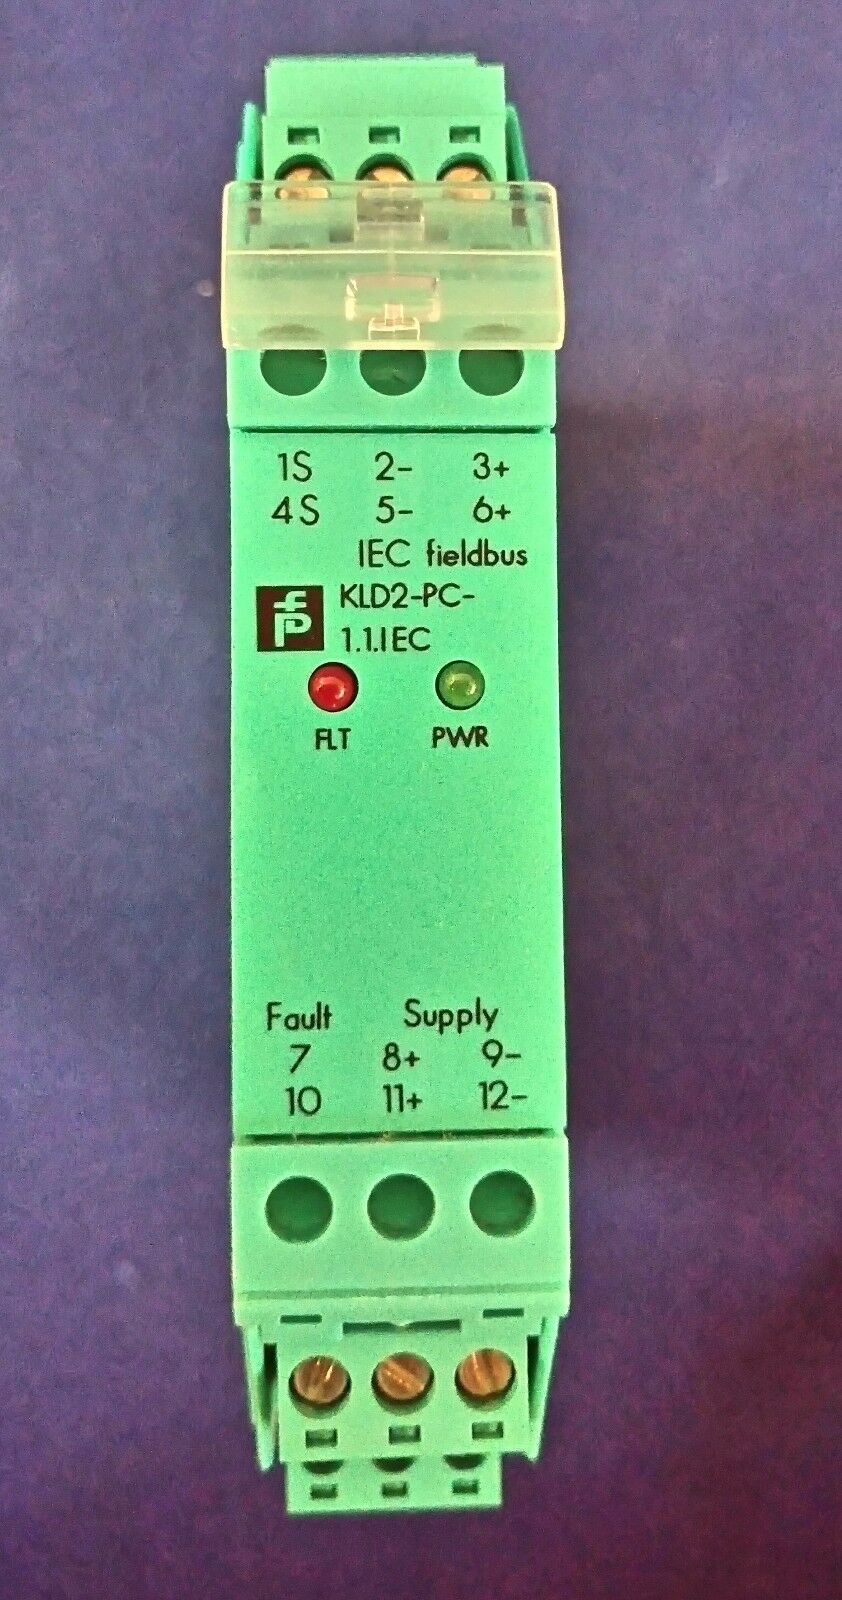 1S 2- 3+
4S 5- 6+
IEC fieldbus
KLD2-PC-
1.1.IEC
FLT PWR
Fault Supply
7 8+ 9-
10 11+ 12-